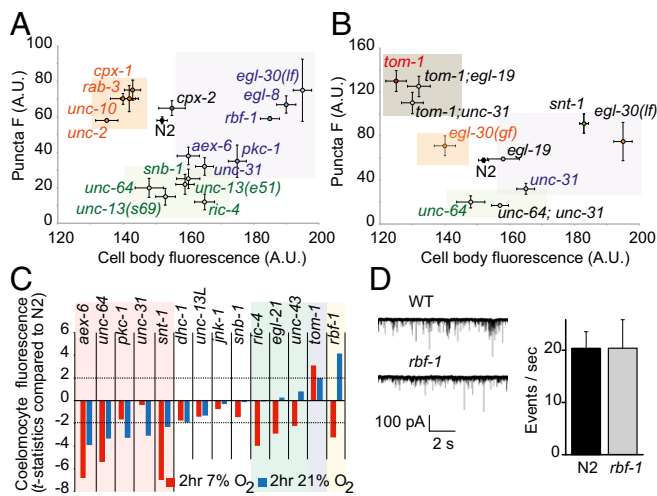 A
Puncta F (A.U.)
100
80
60
40
20
0
120 140 160 180 200
Cell body fluorescence (A.U.)
cpx-1
rab-3
unc-10
unc-2
cpx-2
N2
egl-30(lf)
egl-8
rbf-1
aex-6
pkc-1
snb-1
unc-31
unc-64
unc-13(e51)
unc-13(s69)
ric-4
B
Puncta F (A.U.)
160
120
80
40
0
120 140 160 180 200
Cell body fluorescence (A.U.)
tom-1
tom-1;egl-19
tom-1;unc-31
snt-1
egl-30(lf)
egl-30(gf)
egl-19
N2
unc-31
unc-64
unc-64; unc-31
C
Coelomocyte fluorescence
(t-statistics compared to N2)
aex-6
unc-64
pkc-1
unc-31
snt-1
dhc-1
unc-13L
jnk-1
snb-1
ric-4
egl-21
unc-43
tom-1
rbf-1
6
4
2
0
-2
-4
-6
-8
2hr 7% O2
2hr 21% O2
D
WT
rbf-1
100 pA
2 s
Events / sec
30
20
10
0
N2 rbf-1